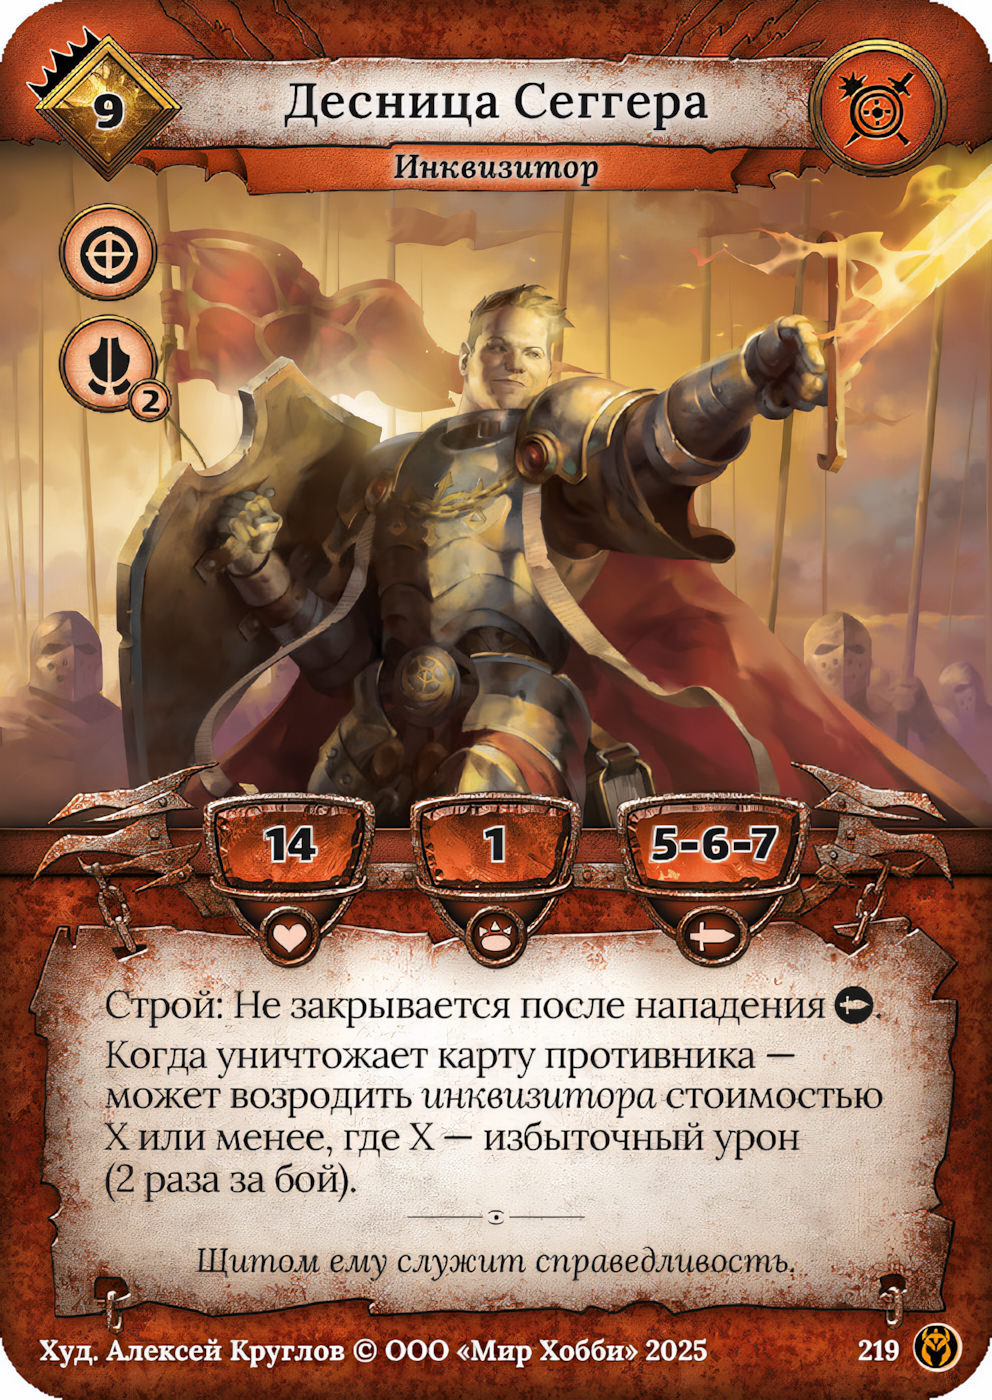 9
Десница Сеггера
Инквизитор
2
14
1
5-6-7
Строй: Не закрывается после нападения .
Когда уничтожает карту противника —
может возродить инквизитора стоимостью
X или менее, где X — избыточный урон
(2 раза за бой).
Щитом ему служит справедливость.
Худ. Алексей Круглов © ООО «Мир Хобби» 2025
219